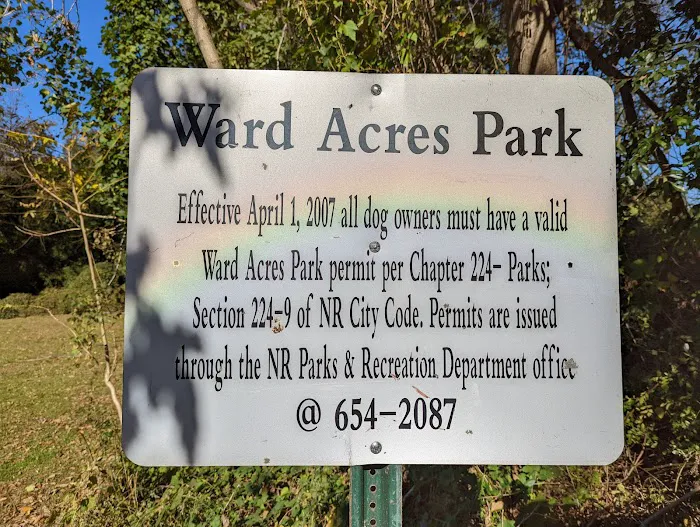 Ward Acres Park
Effective April 1, 2007 all dog owners must have a valid
Ward Acres Park permit per Chapter 224- Parks;
Section 224-9 of NR City Code. Permits are issued
through the NR Parks & Recreation Department office
@ 654-2087